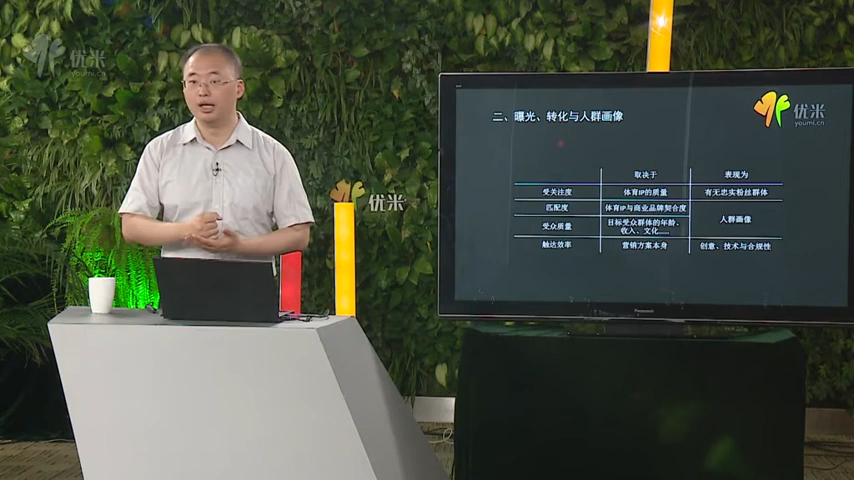 优米
youmi.cn
优米
youmi.cn
二、曝光、转化与人群画像
取决于 表现为
受关注度 体育IP的质量 有无忠实粉丝群体
匹配度 体育IP与商业品牌契合度 人群画像
受众质量 目标受众群体的年龄、
收入、文化......
触达效率 营销方案本身 创意、技术与合规性
优米
Panasonic